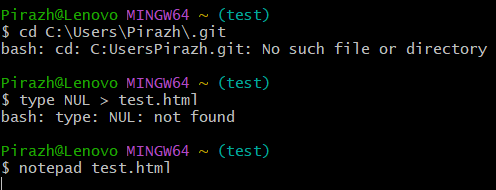 Pirazh@Lenovo MINGW64 ~ (test)
$ cd C:\Users\Pirazh\.git
bash: cd: C:UsersPirazh.git: No such file or directory
Pirazh@Lenovo MINGW64 ~ (test)
$ type NUL > test.html
bash: type: NUL: not found
Pirazh@Lenovo MINGW64 ~ (test)
$ notepad test.html